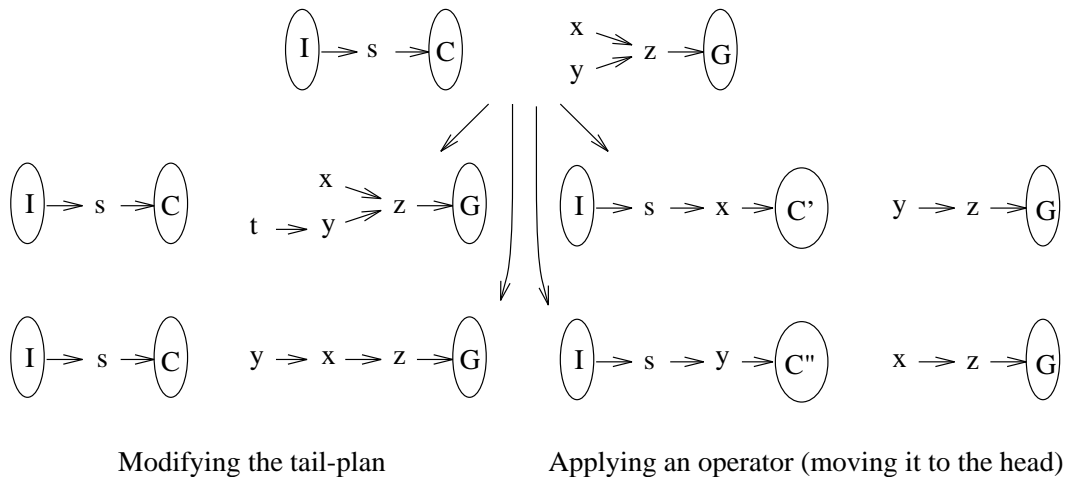 I s C x y z G
I s C x t y z G I s x C' y z G
I s C y x z G I s y C" x z G
Modifying the tail-plan Applying an operator (moving it to the head)